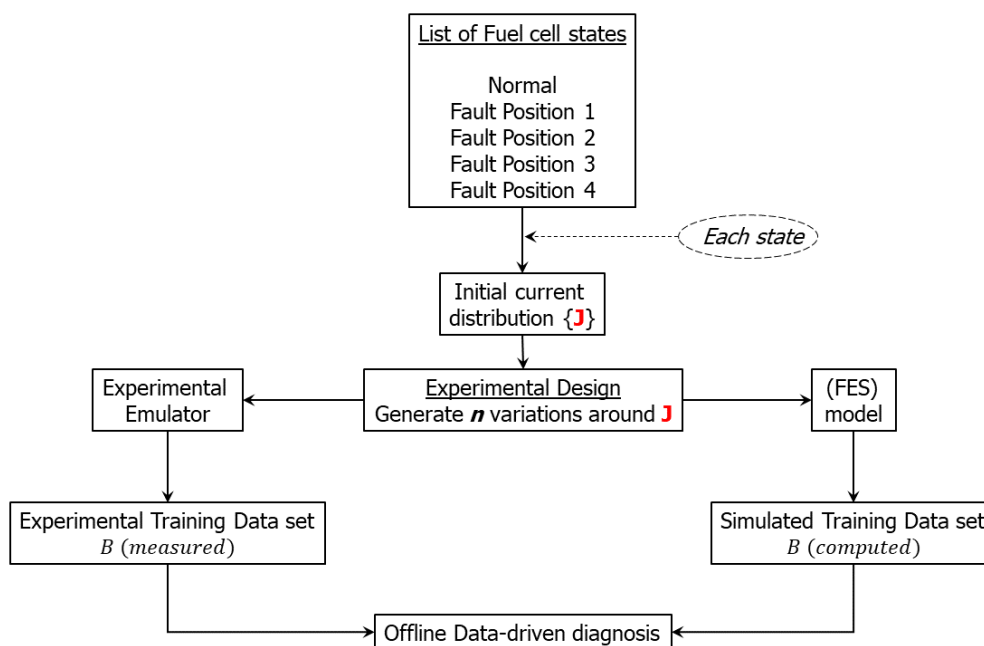 List of Fuel cell states
Normal
Fault Position 1
Fault Position 2
Fault Position 3
Fault Position 4
Each state
Initial current
distribution {J}
Experimental
Emulator
Experimental Design
Generate n variations around J
(FES)
model
Experimental Training Data set
B (measured)
Simulated Training Data set
B (computed)
Offline Data-driven diagnosis